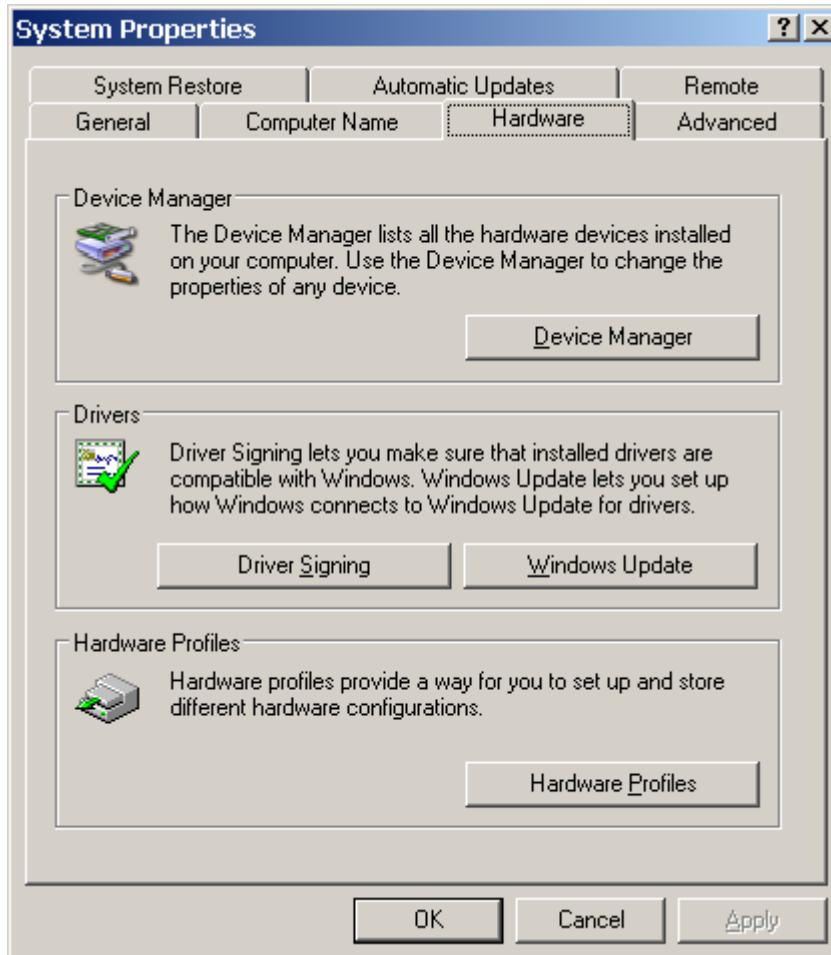 System Properties
System Restore
Automatic Updates
Remote
General
Computer Name
Hardware
Advanced
Device Manager
The Device Manager lists all the hardware devices installed
on your computer. Use the Device Manager to change the
properties of any device.
Device Manager
Drivers
Driver Signing lets you make sure that installed drivers are
compatible with Windows. Windows Update lets you set up
how Windows connects to Windows Update for drivers.
Driver Signing
Windows Update
Hardware Profiles
Hardware profiles provide a way for you to set up and store
different hardware configurations.
Hardware Profiles
OK
Cancel
Apply